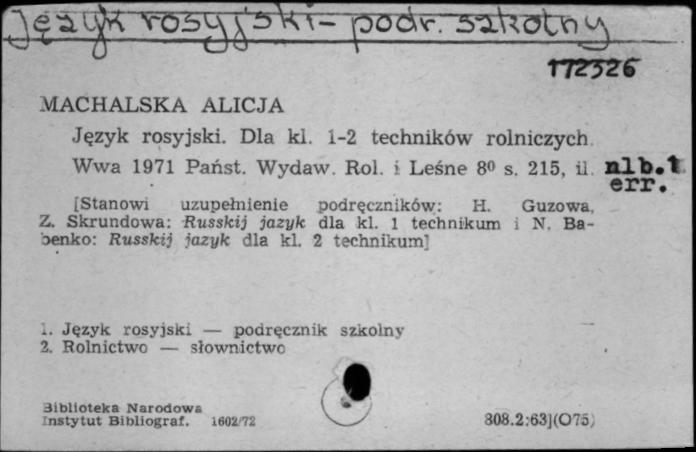 Język rosyjski - podr. szkolny
172526
MACHALSKA ALICJA
Język rosyjski. Dla kl. 1-2 techników rolniczych.
Wwa 1971 Państ. Wydaw. Rol. i Leśne 8⁰ s. 215, il. nlb.1
err.
[Stanowi uzupełnienie podręczników: H. Guzowa,
Z. Skrundowa: Russkij jazyk dla kl. 1 technikum i N. Ba-
benko: Russkij jazyk dla kl. 2 technikum]
1. Język rosyjski — podręcznik szkolny
2. Rolnictwo — słownictwo
Biblioteka Narodowa
Instytut Bibliograf. 1602/72
808.2:63](075)